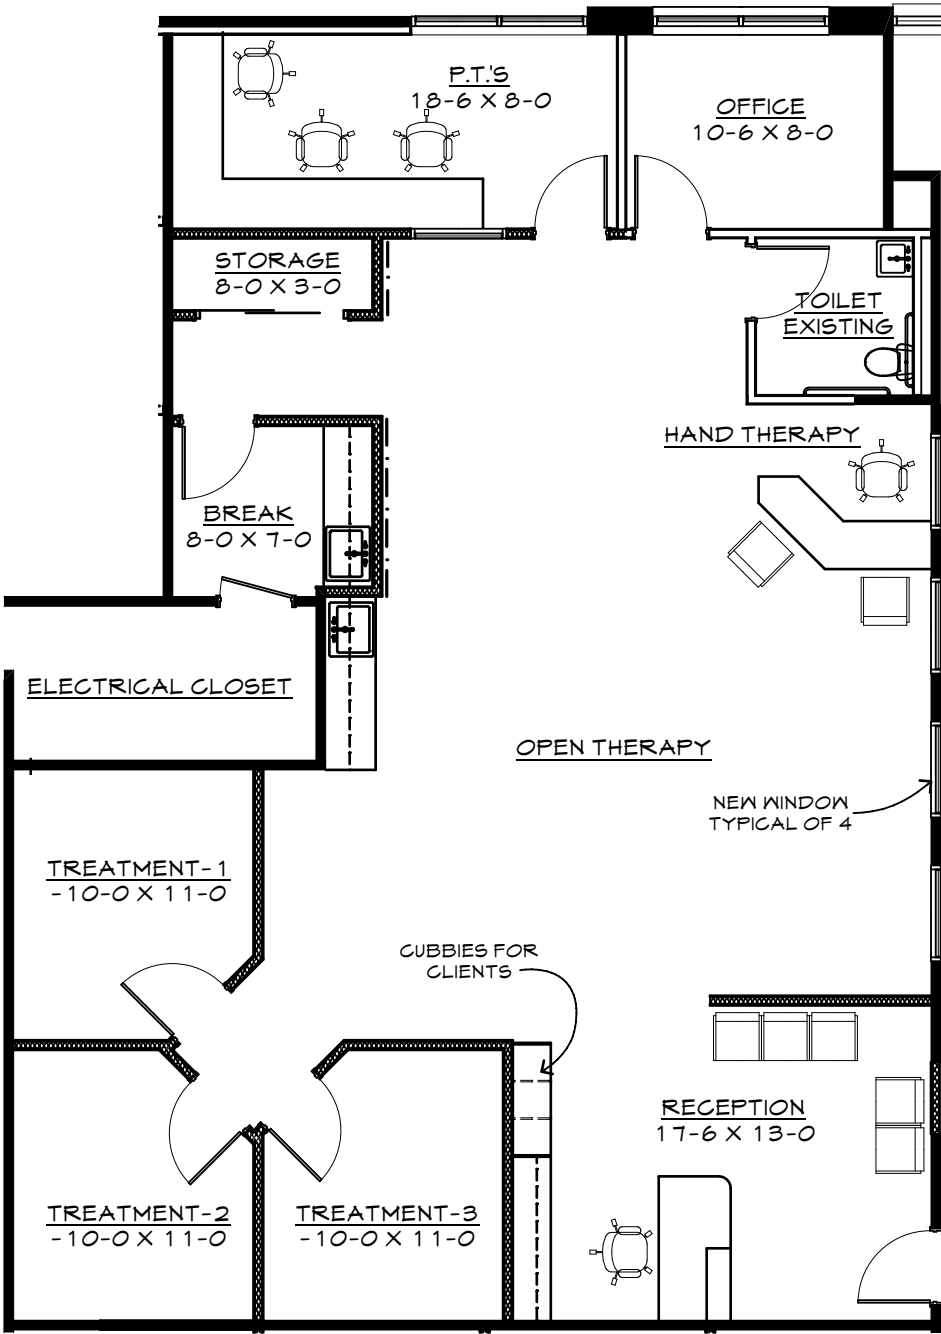 P.T.'S
18-6 X 8-0
OFFICE
10-6 X 8-0
STORAGE
8-0 X 3-0
TOILET
EXISTING
HAND THERAPY
BREAK
8-0 X 7-0
ELECTRICAL CLOSET
OPEN THERAPY
NEW WINDOW
TYPICAL OF 4
TREATMENT-1
-10-0 X 11-0
CUBBIES FOR
CLIENTS
RECEPTION
17-6 X 13-0
TREATMENT-2
-10-0 X 11-0
TREATMENT-3
-10-0 X 11-0